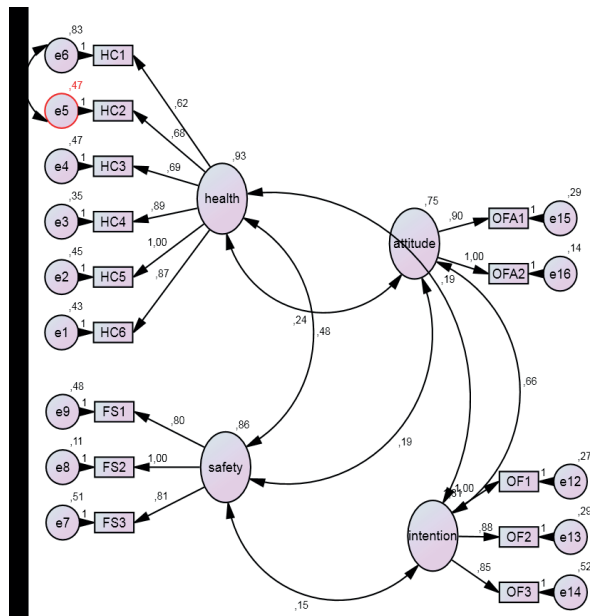 ,83
e6 1 HC1
,47
e5 1 HC2
,62
,68
,47
e4 1 HC3
,69
,93
health
,35
e3 1 HC4
,89
,75
attitude
,90
OFA1 1 e15
,29
,45
e2 1 HC5
1,00
1,00
OFA2 1 e16
,14
,19
,43
e1 1 HC6
,87
,24
,48
,66
,48
e9 1 FS1
,80
,86
safety
,19
,11
e8 1 FS2
1,00
,51
e7 1 FS3
,81
1,00
OF1 1 e12
,27
intention
,88
OF2 1 e13
,29
,85
OF3 1 e14
,52
,15